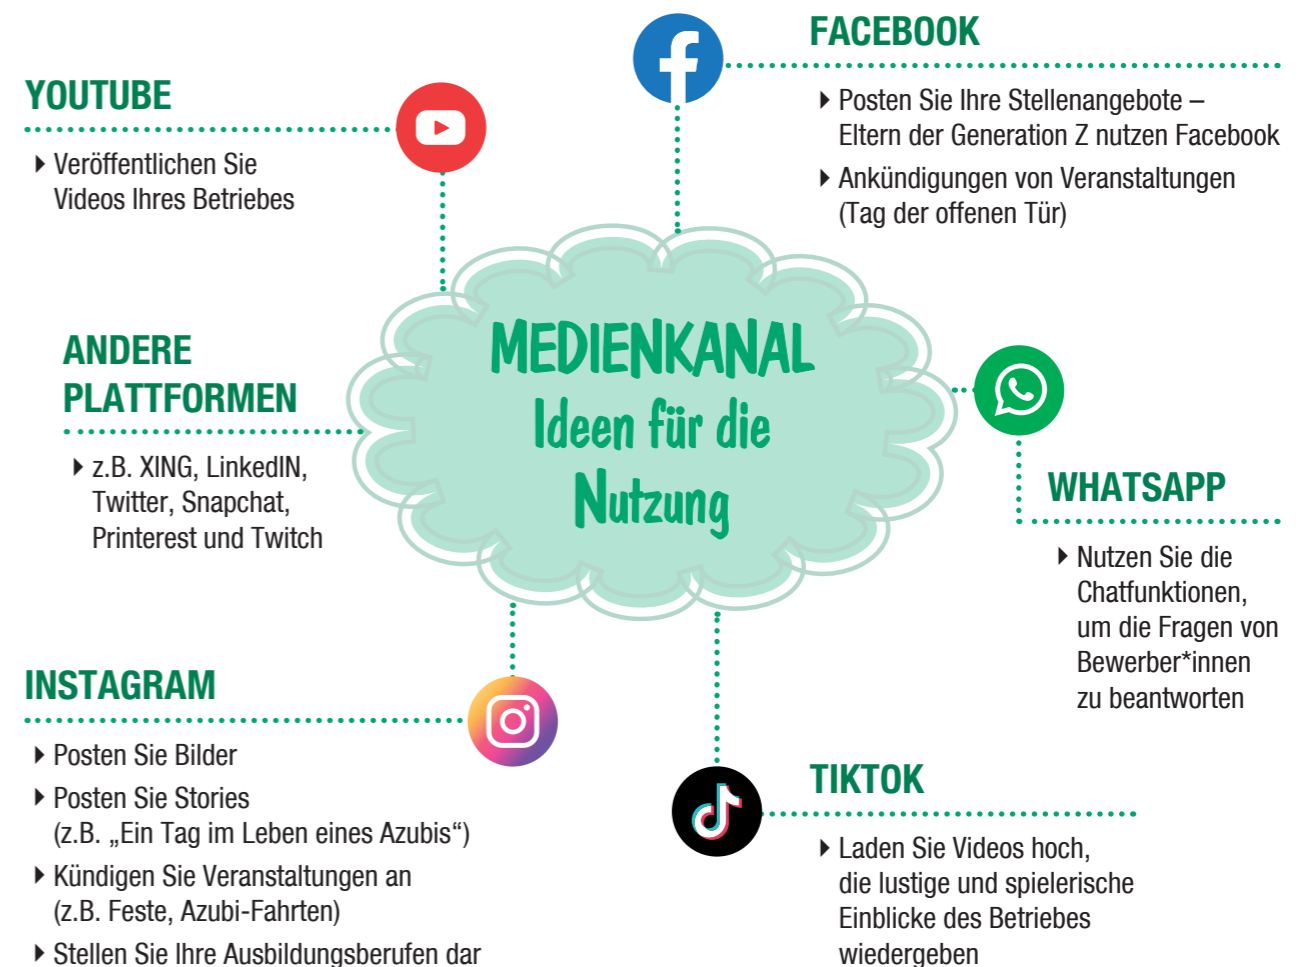 FACEBOOK
▸ Posten Sie Ihre Stellenangebote –
Eltern der Generation Z nutzen Facebook
▸ Ankündigungen von Veranstaltungen
(Tag der offenen Tür)
YOUTUBE
▸ Veröffentlichen Sie
Videos Ihres Betriebes
MEDIENKANAL
Ideen für die
Nutzung
ANDERE
PLATTFORMEN
▸ z.B. XING, LinkedIN,
Twitter, Snapchat,
Printerest und Twitch
WHATSAPP
▸ Nutzen Sie die
Chatfunktionen,
um die Fragen von
Bewerber*innen
zu beantworten
INSTAGRAM
▸ Posten Sie Bilder
▸ Posten Sie Stories
(z.B. „Ein Tag im Leben eines Azubis“)
▸ Kündigen Sie Veranstaltungen an
(z.B. Feste, Azubi-Fahrten)
▸ Stellen Sie Ihre Ausbildungsberufen dar
TIKTOK
▸ Laden Sie Videos hoch,
die lustige und spielerische
Einblicke des Betriebes
wiedergeben